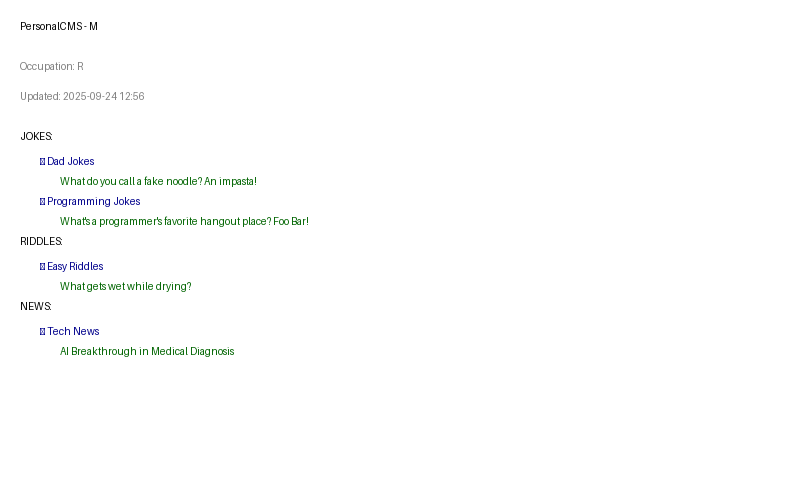 PersonalCMS - M
Occupation: R
Updated: 2025-09-24 12:56
JOKES:
Dad Jokes
What do you call a fake noodle? An impasta!
Programming Jokes
What's a programmer's favorite hangout place? Foo Bar!
RIDDLES:
Easy Riddles
What gets wet while drying?
NEWS:
Tech News
AI Breakthrough in Medical Diagnosis